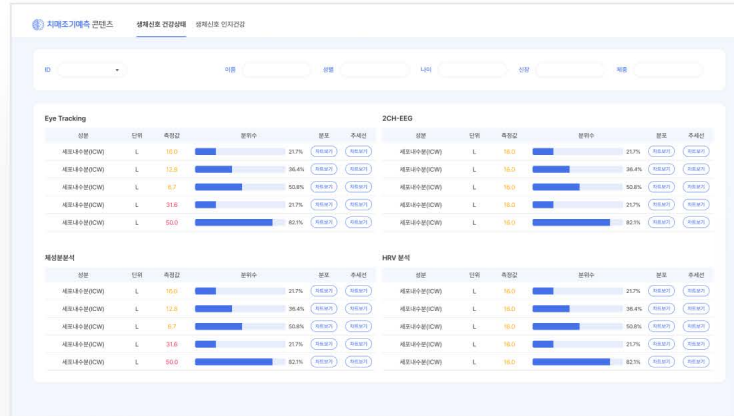 치매조기예측 콘텐츠 생체신호 건강상태 생체신호 인지건강
ID 이름 성별 나이 신장 체중
Eye Tracking
성분 단위 측정값 분위수 분포 추세선
세포내수분(ICW) L 10.0 21.7% 차트보기 차트보기
세포내수분(ICW) L 12.8 36.4% 차트보기 차트보기
세포내수분(ICW) L 6.7 50.8% 차트보기 차트보기
세포내수분(ICW) L 31.8 21.7% 차트보기 차트보기
세포내수분(ICW) L 50.0 82.1% 차트보기 차트보기
2CH-EEG
성분 단위 측정값 분위수 분포 추세선
세포내수분(ICW) L 16.0 21.7% 차트보기 차트보기
세포내수분(ICW) L 16.0 36.4% 차트보기 차트보기
세포내수분(ICW) L 16.0 50.8% 차트보기 차트보기
세포내수분(ICW) L 16.0 21.7% 차트보기 차트보기
세포내수분(ICW) L 16.0 82.1% 차트보기 차트보기
체성분분석
성분 단위 측정값 분위수 분포 추세선
세포내수분(ICW) L 10.0 21.7% 차트보기 차트보기
세포내수분(ICW) L 12.8 36.4% 차트보기 차트보기
세포내수분(ICW) L 6.7 50.8% 차트보기 차트보기
세포내수분(ICW) L 31.8 21.7% 차트보기 차트보기
세포내수분(ICW) L 50.0 82.1% 차트보기 차트보기
HRV 분석
성분 단위 측정값 분위수 분포 추세선
세포내수분(ICW) L 16.0 21.7% 차트보기 차트보기
세포내수분(ICW) L 16.0 36.4% 차트보기 차트보기
세포내수분(ICW) L 16.0 50.8% 차트보기 차트보기
세포내수분(ICW) L 16.0 21.7% 차트보기 차트보기
세포내수분(ICW) L 16.0 82.1% 차트보기 차트보기